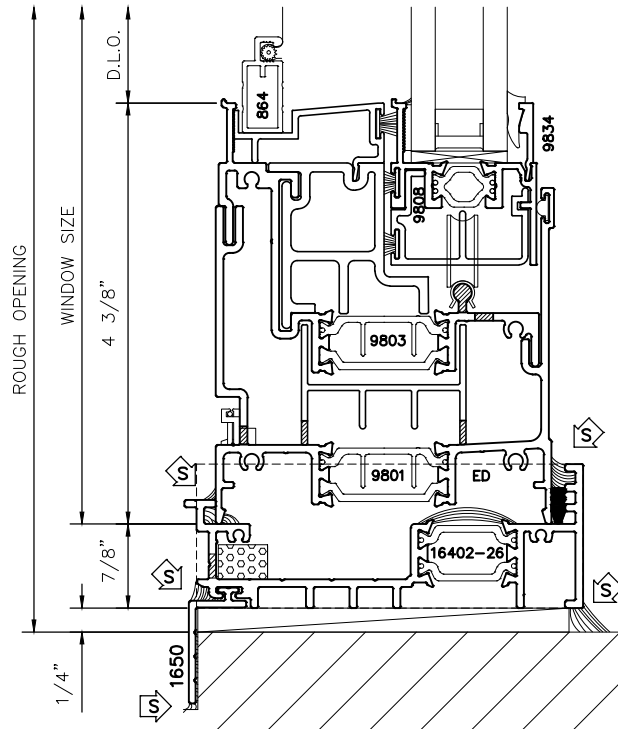 D.L.O.
864
9834
9808
WINDOW SIZE
ROUGH OPENING
4 3/8"
9803
S
S
9801
ED
7/8"
16402-26
S
S
1650
1/4"
S